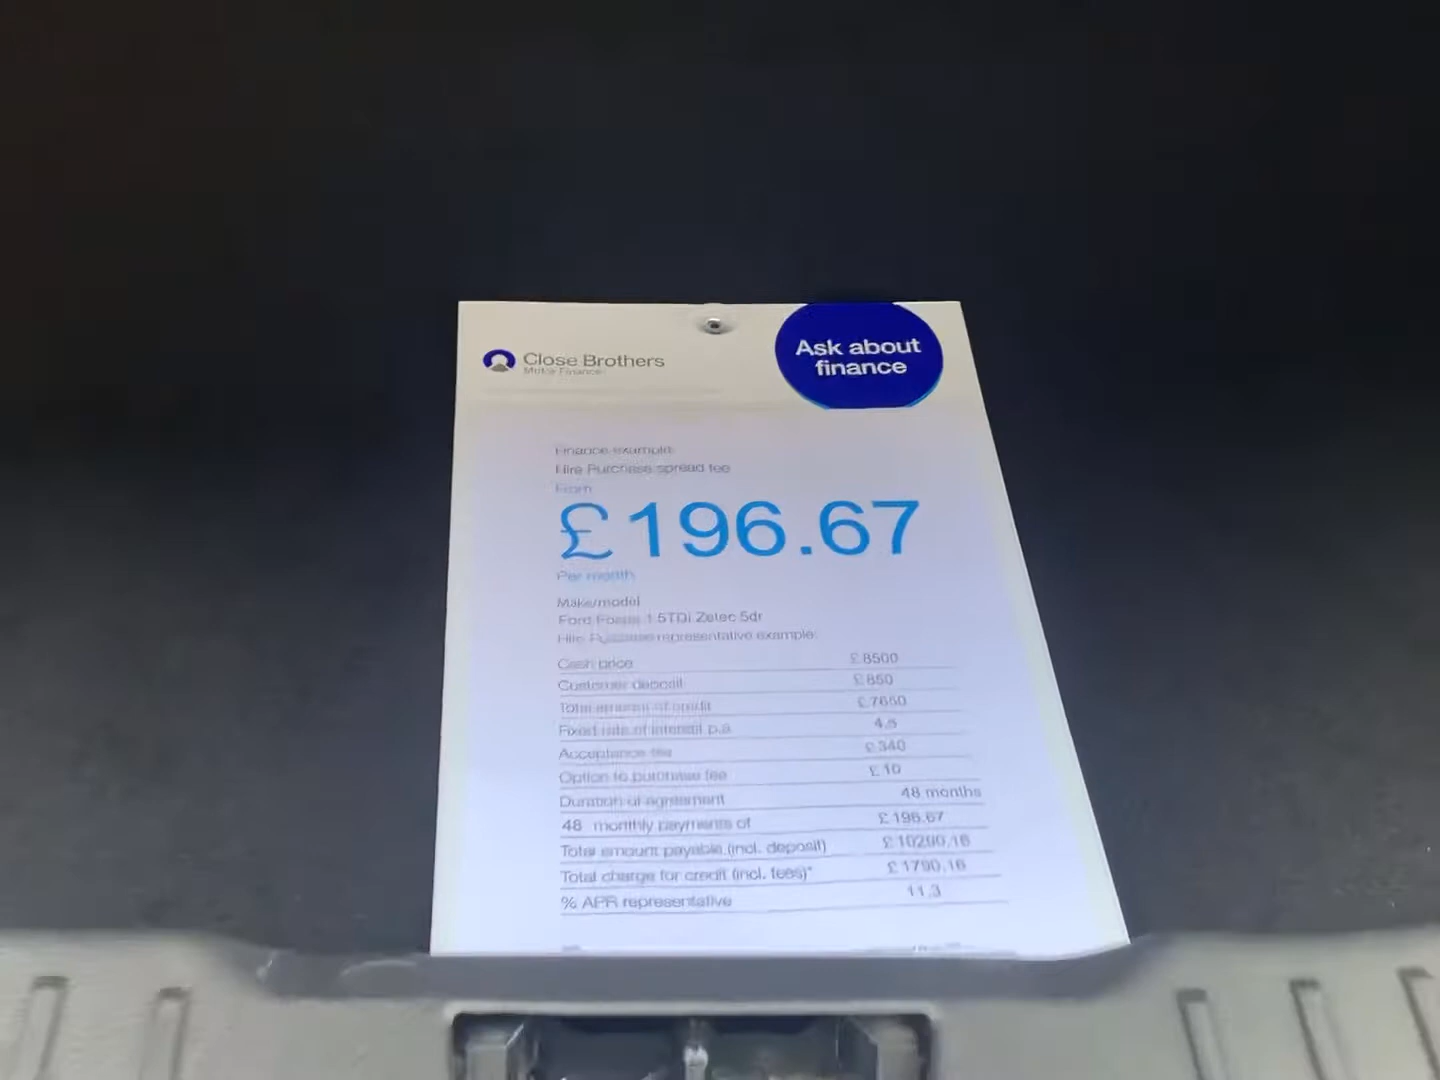 Close Brothers
Motor Finance
Ask about
finance
Finance example
Hire Purchase spread fee
From
£196.67
Per month
Make/model
Ford Focus 1.5TDi Zetec 5dr
Hire Purchase representative example:
Cash price £8500
Customer deposit £850
Total amount of credit £7650
Fixed rate of interest p.a 4.5
Acceptance fee £340
Option to purchase fee £10
Duration of agreement 48 months
48 monthly payments of £196.67
Total amount payable (incl. deposit) £10290.16
Total charge for credit (incl. fees)* £1790.16
% APR representative 11.3